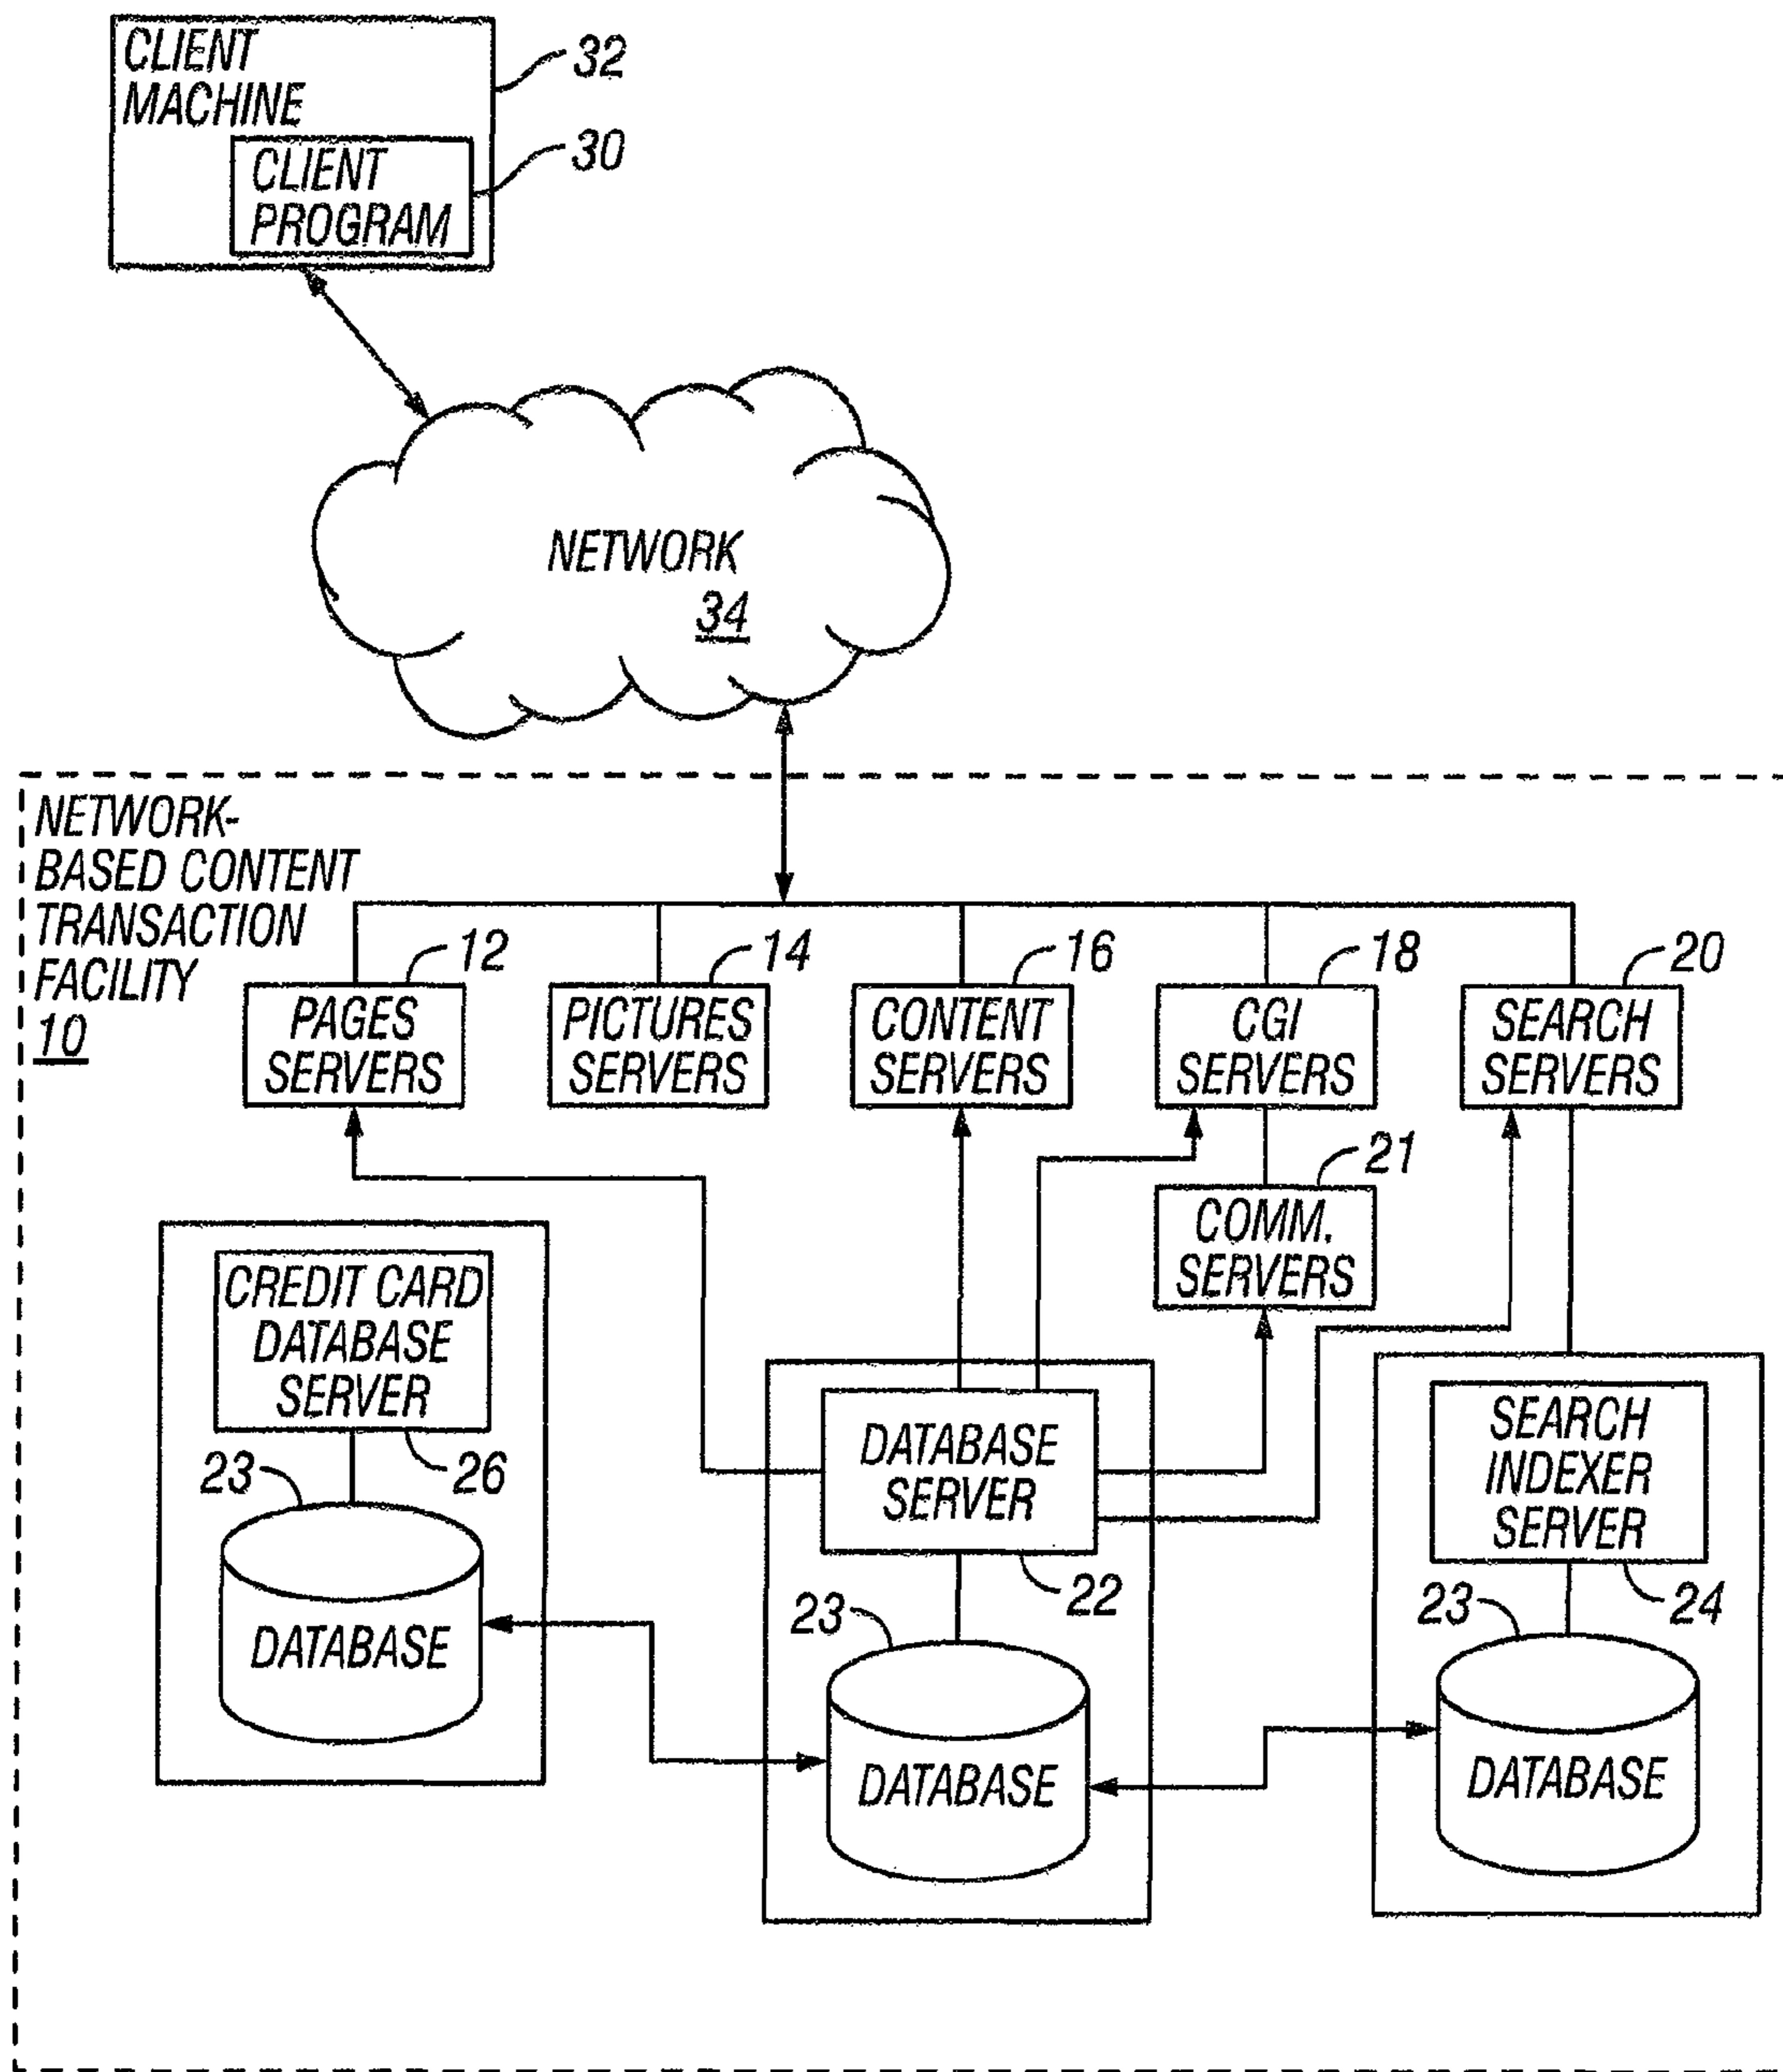 CLIENT
MACHINE
32
CLIENT
PROGRAM
30
NETWORK
34
NETWORK-
BASED CONTENT
TRANSACTION
FACILITY
10
12
PAGES
SERVERS
14
PICTURES
SERVERS
16
CONTENT
SERVERS
18
CGI
SERVERS
20
SEARCH
SERVERS
21
COMM.
SERVERS
CREDIT CARD
DATABASE
SERVER
26
23
DATABASE
DATABASE
SERVER
22
23
DATABASE
SEARCH
INDEXER
SERVER
24
23
DATABASE